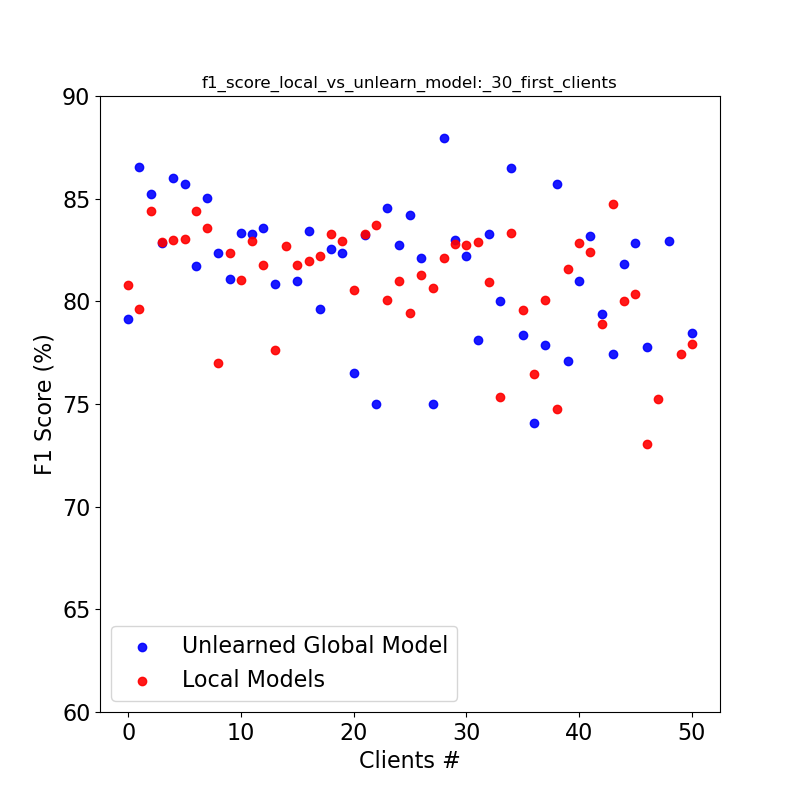 f1_score_local_vs_unlearn_model:_30_first_clients
90
85
80
75
70
65
60
F1 Score (%)
Unlearned Global Model
Local Models
0 10 20 30 40 50
Clients #